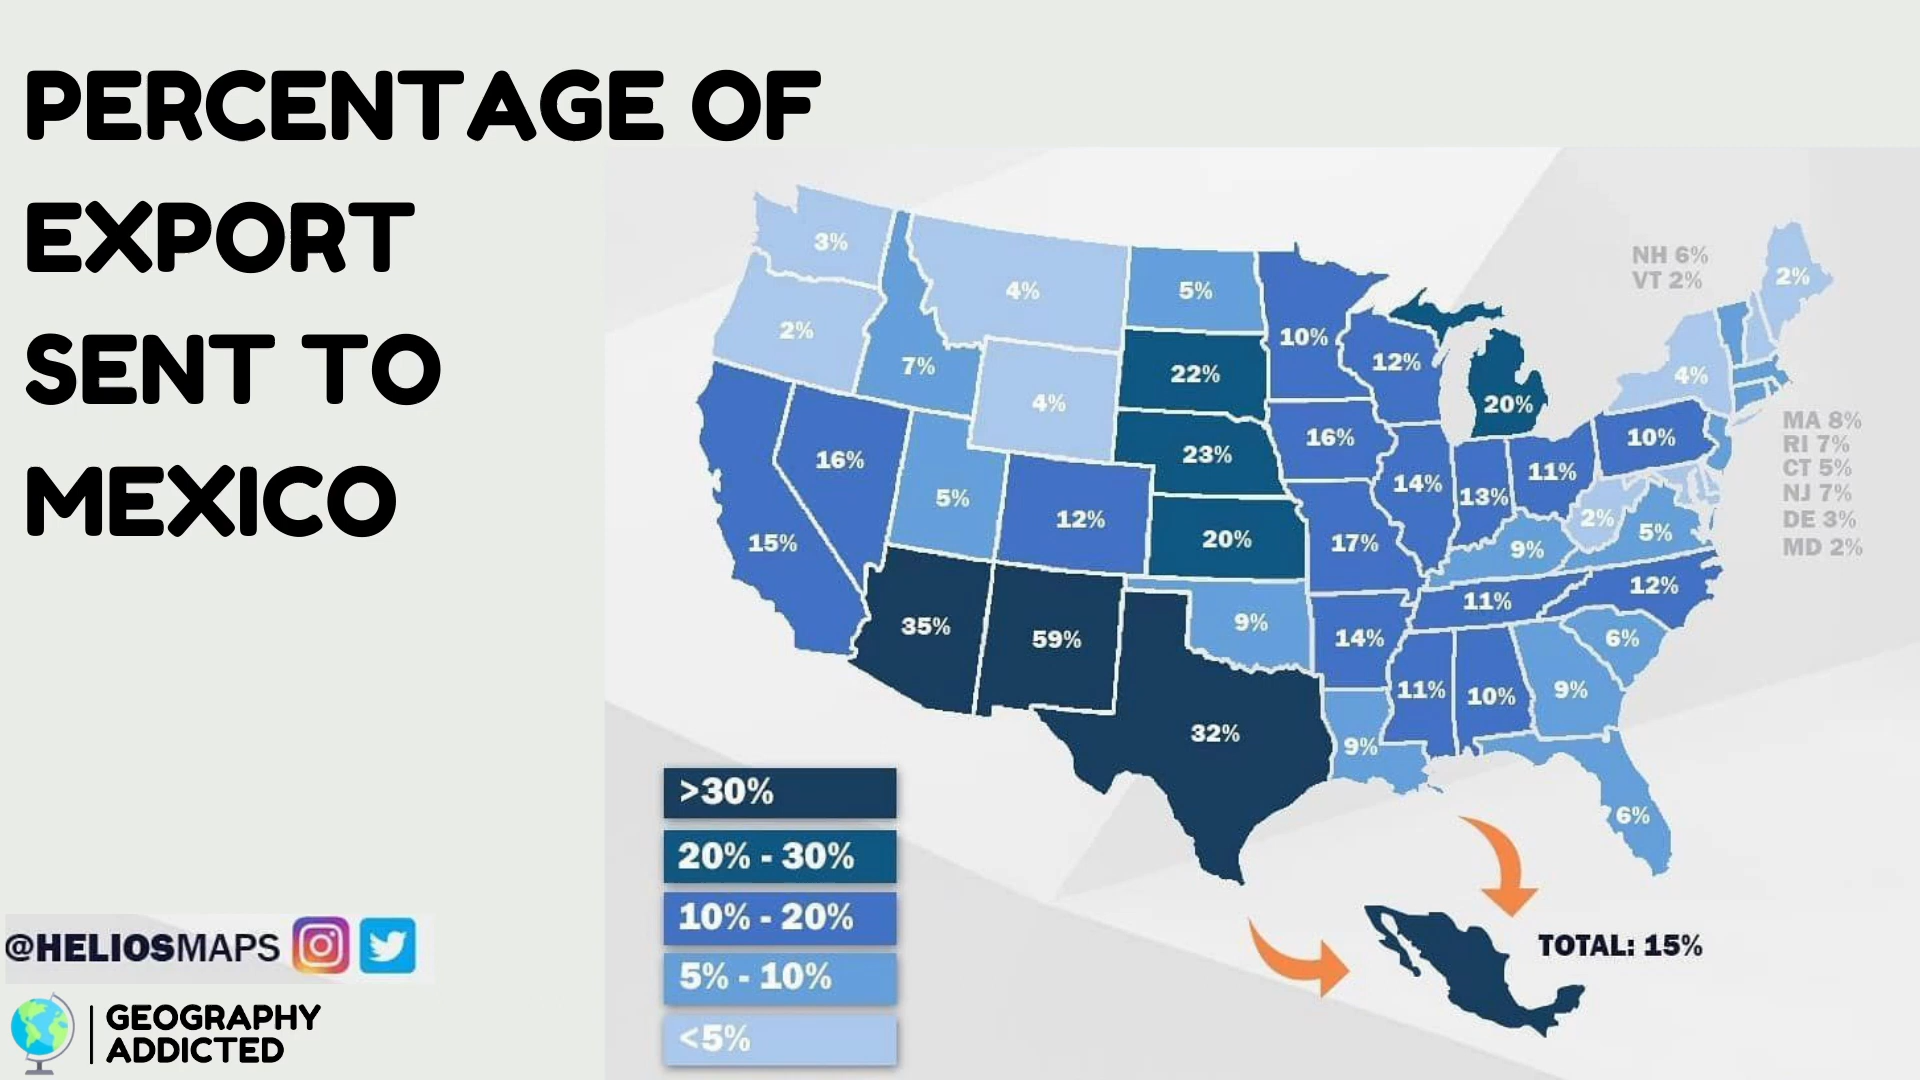 PERCENTAGE OF
EXPORT
SENT TO
MEXICO
3%
4%
5%
10%
12%
20%
NH 6%
VT 2%
2%
2%
7%
4%
22%
4%
16%
5%
23%
16%
14%
13%
11%
10%
MA 8%
RI 7%
CT 5%
NJ 7%
DE 3%
MD 2%
15%
12%
20%
17%
9%
2%
5%
35%
59%
9%
14%
11%
12%
6%
32%
9%
11%
10%
9%
6%
>30%
20% - 30%
10% - 20%
5% - 10%
<5%
TOTAL: 15%
@HELIOSMAPS
GEOGRAPHY
ADDICTED